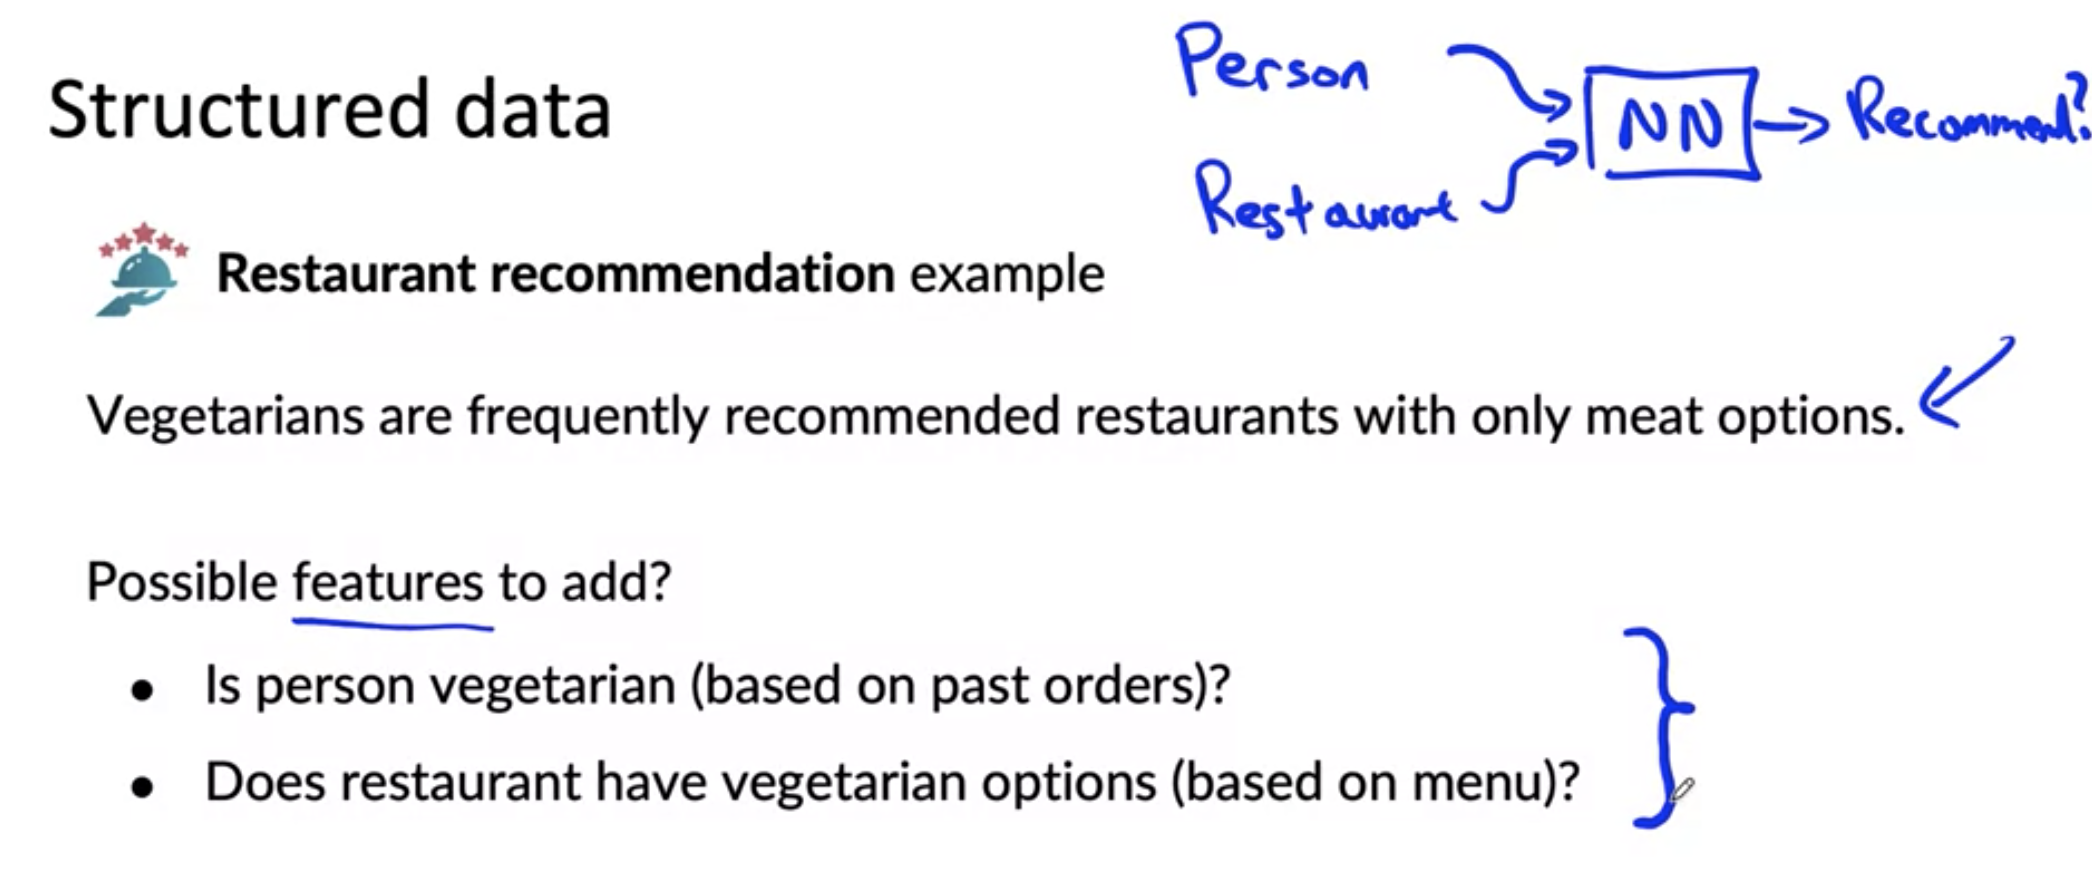 Person
NN → Recommend?
Structured data
Restaurant
Restaurant recommendation example
Vegetarians are frequently recommended restaurants with only meat options.
Possible features to add?
• Is person vegetarian (based on past orders)?
• Does restaurant have vegetarian options (based on menu)?